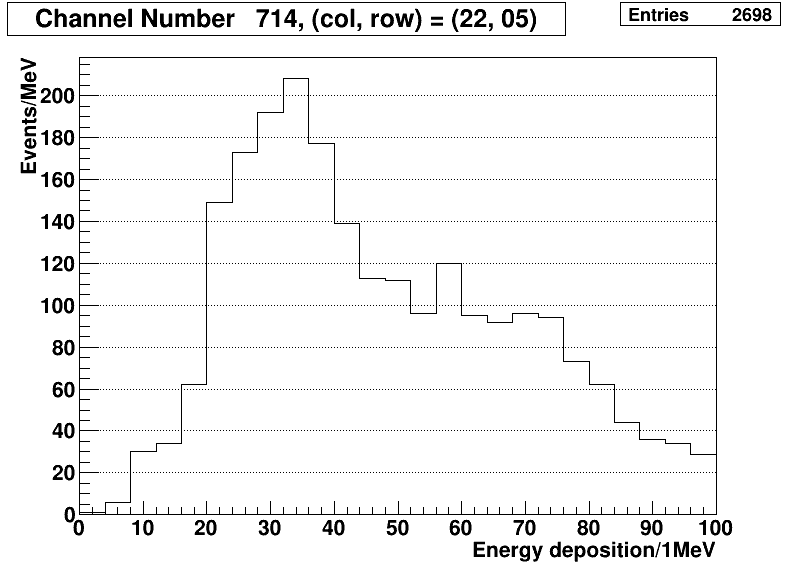 Channel Number 714, (col, row) = (22, 05)
Entries 2698
Events/MeV
200
180
160
140
120
100
80
60
40
20
0
0 10 20 30 40 50 60 70 80 90 100
Energy deposition/1MeV